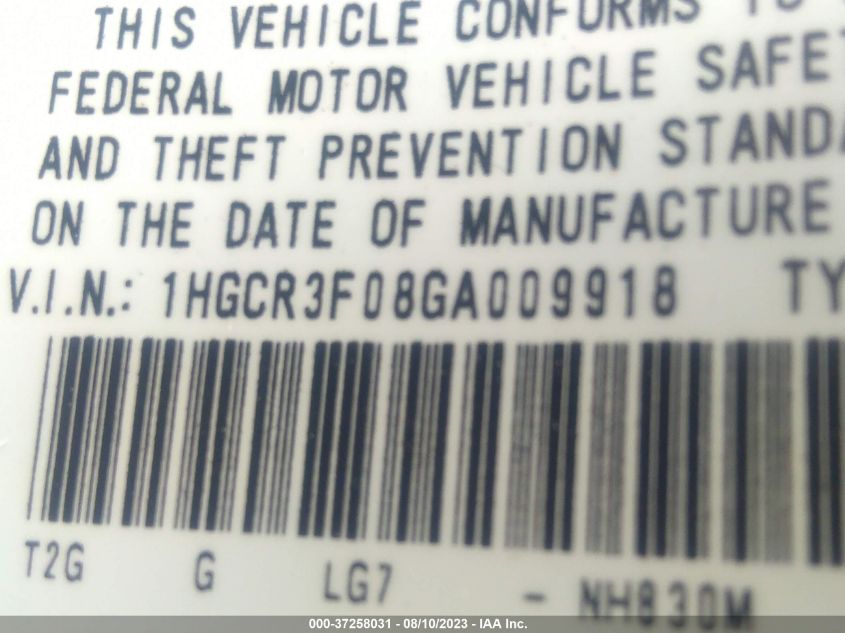 THIS VEHICLE CONFORMS TO
FEDERAL MOTOR VEHICLE SAFE
AND THEFT PREVENTION STAND
ON THE DATE OF MANUFACTURE
V.I.N.: 1HGCR3F08GA009918 TY
T2G G LG7 - NH830M
000-37258031 - 08/10/2023 - IAA Inc.